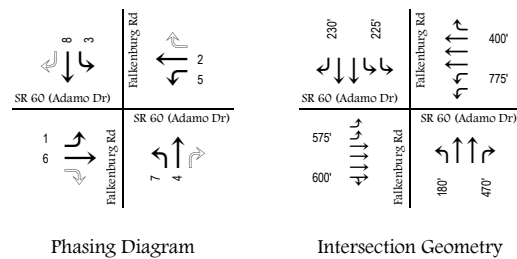 8 3
Falkenburg Rd
2
5
SR 60 (Adamo Dr)
1
6
Falkenburg Rd
SR 60 (Adamo Dr)
7 4
Phasing Diagram
230' 225'
Falkenburg Rd
400'
775'
SR 60 (Adamo Dr)
575'
600'
Falkenburg Rd
SR 60 (Adamo Dr)
180' 470'
Intersection Geometry